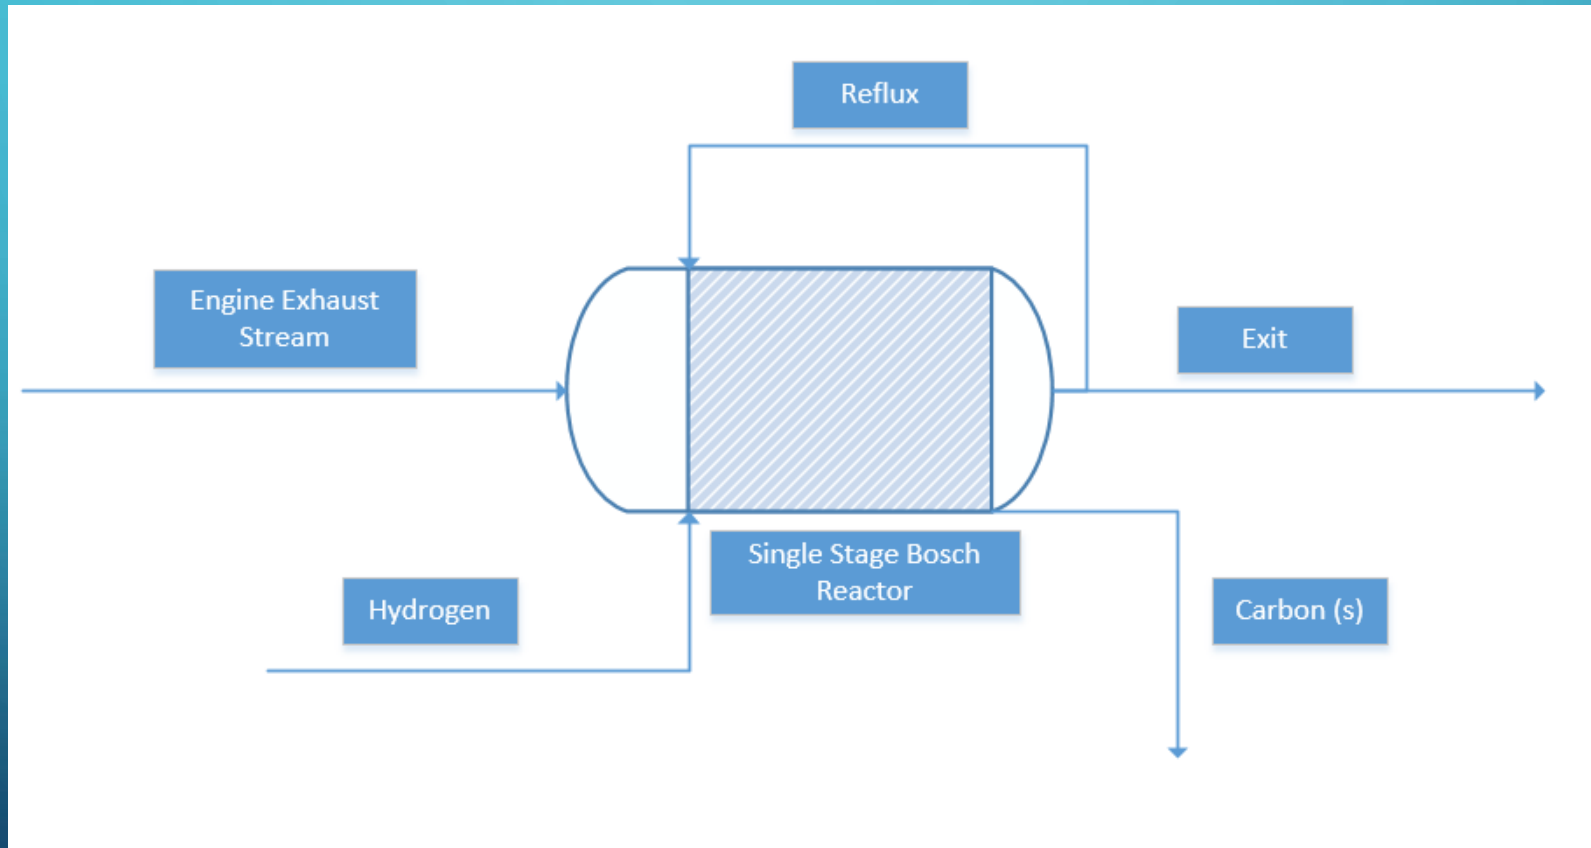 Reflux
Engine Exhaust
Stream
Exit
Single Stage Bosch
Reactor
Hydrogen
Carbon (s)